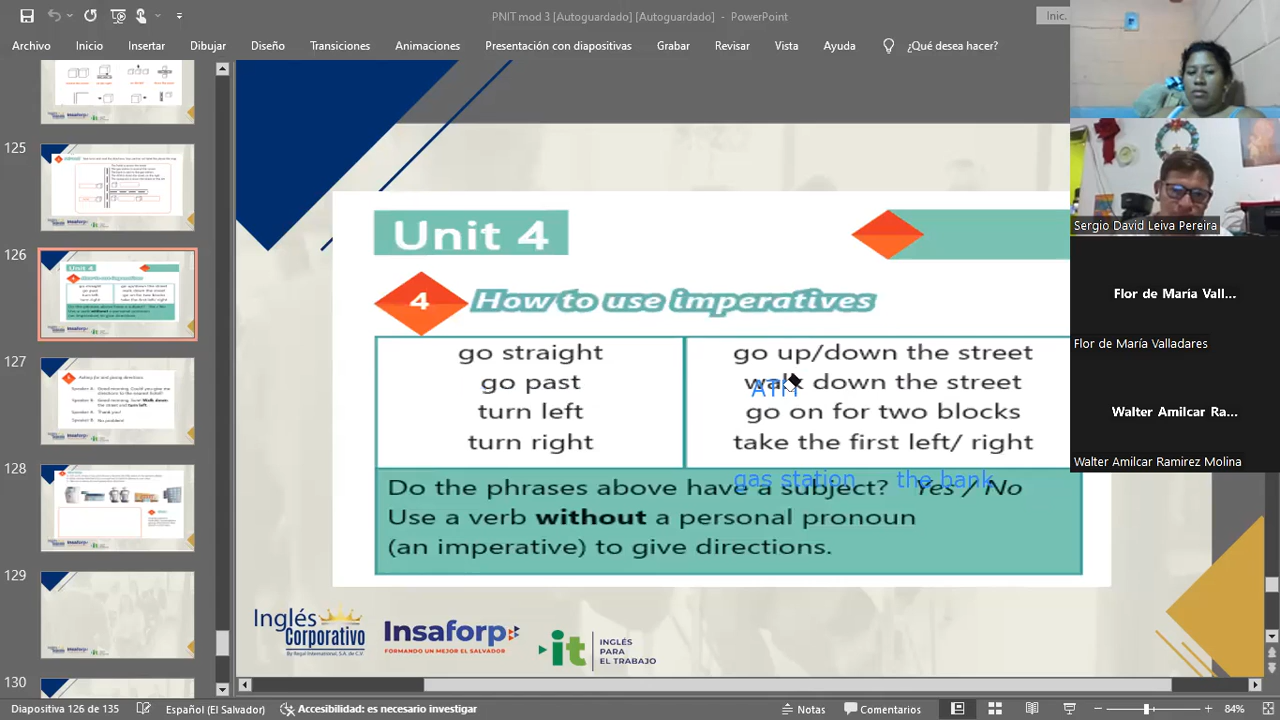 PNIT mod 3 [Autoguardado] [Autoguardado] - PowerPoint
Inic.
Archivo Inicio Insertar Dibujar Diseño Transiciones Animaciones Presentación con diapositivas Grabar Revisar Vista Ayuda ¿Qué desea hacer?
125
126
127
128
129
130
Unit 4
4 How to use imperatives
go straight
go past
turn left
turn right
go up/down the street
walk down the street
go on for two blocks
take the first left/ right
ATM
gas station the bank
Do the phrases above have a subject? Yes / No
Use a verb without a personal pronoun
(an imperative) to give directions.
Inglés
Corporativo
By Regal International, S.A. de C.V
Insaforp
FORMANDO UN MEJOR EL SALVADOR
it
INGLÉS
PARA
EL TRABAJO
Sergio David Leiva Pereira
Flor de María Vall...
Flor de María Valladares
Walter Amilcar Ra...
Walter Amilcar Ramirez Molina
Diapositiva 126 de 135 Español (El Salvador) Accesibilidad: es necesario investigar Notas Comentarios 84%